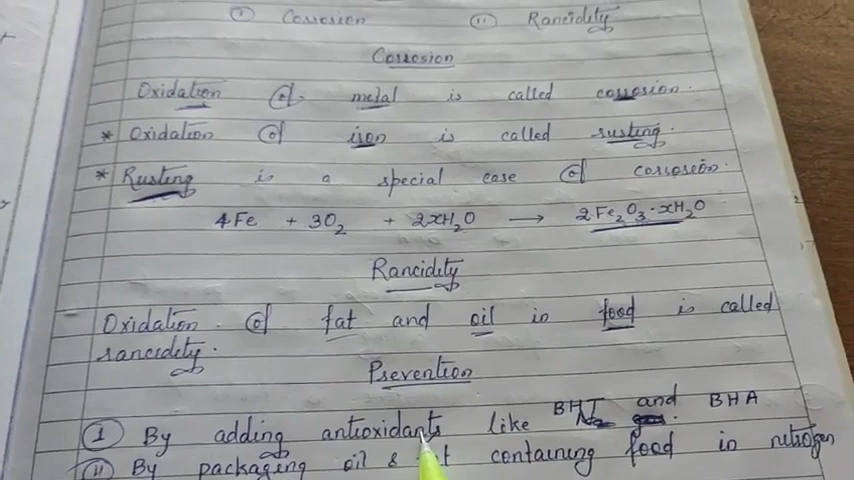 (i) Corrosion (ii) Rancidity
Corrosion
Oxidation of metal is called corrosion.
* Oxidation of iron is called rusting.
* Rusting is a special case of corrosion.
4Fe + 3O₂ + 2xH₂O → 2Fe₂O₃·xH₂O
Rancidity
Oxidation of fat and oil in food is called
rancidity.
Prevention
(i) By adding antioxidants like BHT and BHA
(ii) By packaging oil & containing food in nitrogen